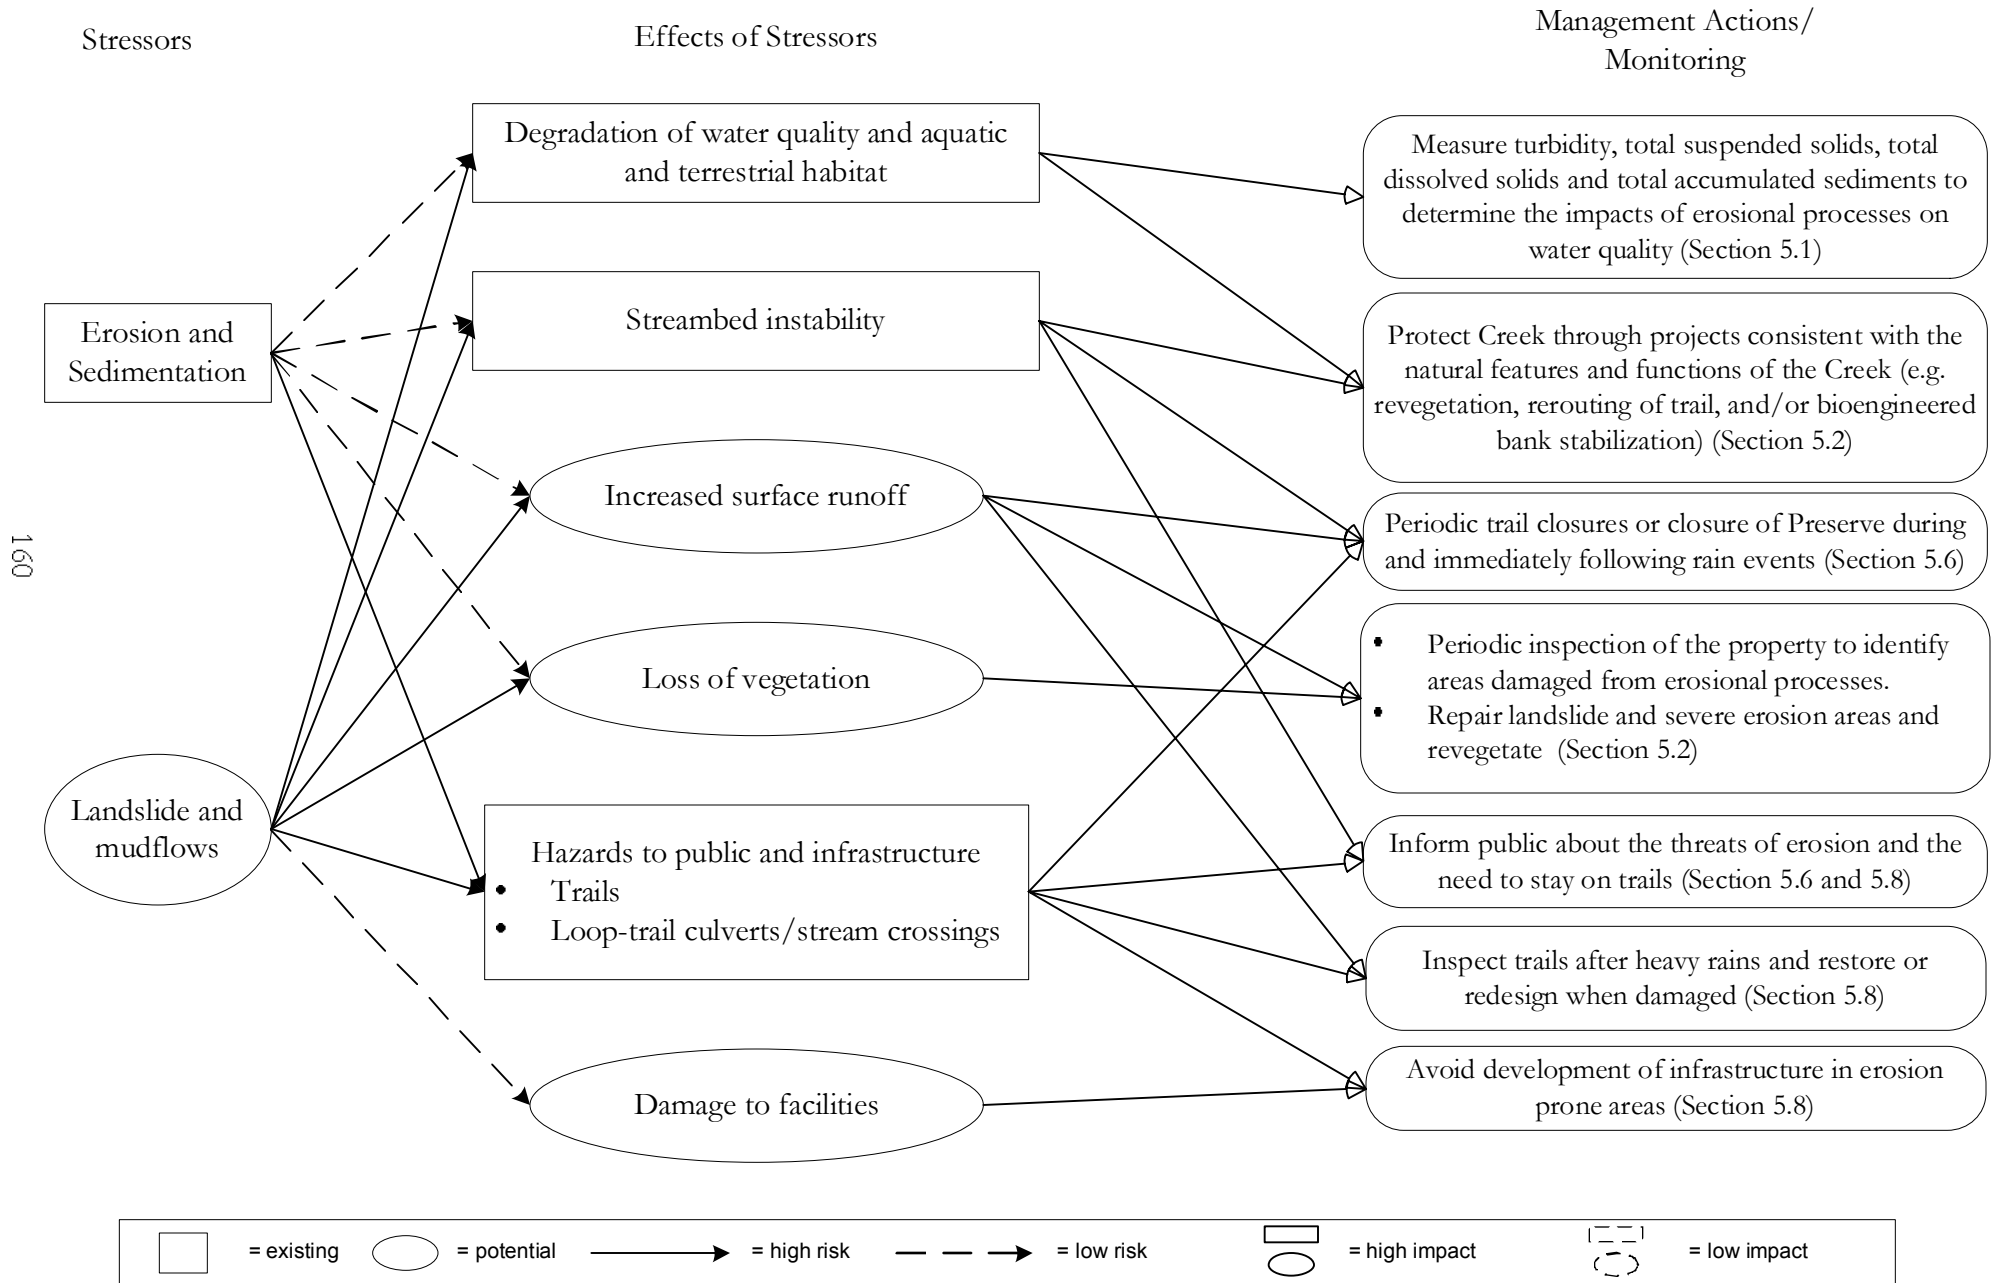 Stressors
Effects of Stressors
Management Actions/
Monitoring
Degradation of water quality and aquatic
and terrestrial habitat
Measure turbidity, total suspended solids, total
dissolved solids and total accumulated sediments to
determine the impacts of erosional processes on
water quality (Section 5.1)
Erosion and
Sedimentation
Streambed instability
Protect Creek through projects consistent with the
natural features and functions of the Creek (e.g.
revegetation, rerouting of trail, and/or bioengineered
bank stabilization) (Section 5.2)
Increased surface runoff
Periodic trail closures or closure of Preserve during
and immediately following rain events (Section 5.6)
160
Loss of vegetation
• Periodic inspection of the property to identify
areas damaged from erosional processes.
• Repair landslide and severe erosion areas and
revegetate (Section 5.2)
Landslide and
mudflows
Hazards to public and infrastructure
• Trails
• Loop-trail culverts/stream crossings
Inform public about the threats of erosion and the
need to stay on trails (Section 5.6 and 5.8)
Inspect trails after heavy rains and restore or
redesign when damaged (Section 5.8)
Damage to facilities
Avoid development of infrastructure in erosion
prone areas (Section 5.8)
= existing = potential = high risk = low risk = high impact = low impact